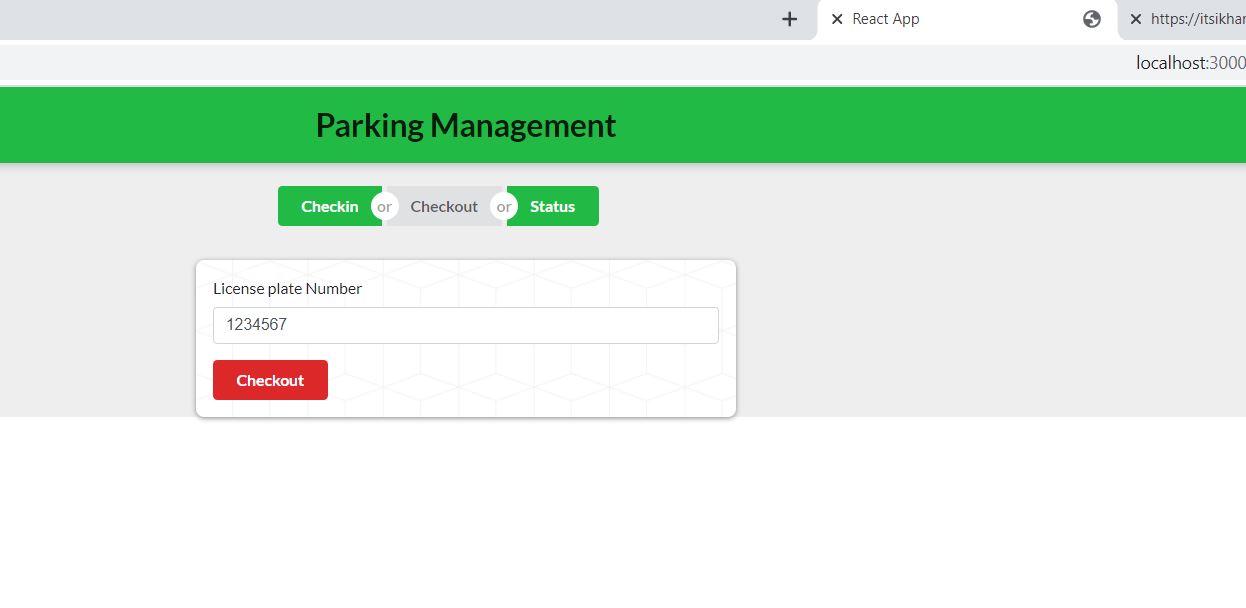 React App
https://itsikhar
localhost:3000
Parking Management
Checkin or Checkout or Status
License plate Number
1234567
Checkout